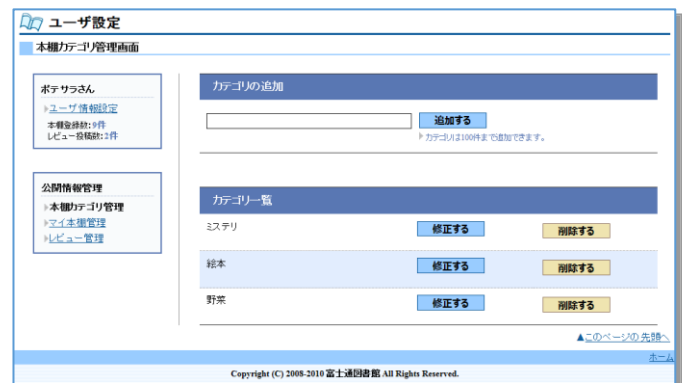 ユーザ設定
本棚カテゴリ管理画面
ポテサラさん
ユーザ情報設定
本棚登録数:9件
レビュー投稿数:2件
公開情報管理
本棚カテゴリ管理
マイ本棚管理
レビュー管理
カテゴリの追加
追加する
カテゴリは100件まで追加できます。
カテゴリ一覧
ミステリ 修正する 削除する
絵本 修正する 削除する
野菜 修正する 削除する
▲このページの先頭へ
ホーム
Copyright (C) 2008-2010 富士通図書館 All Rights Reserved.